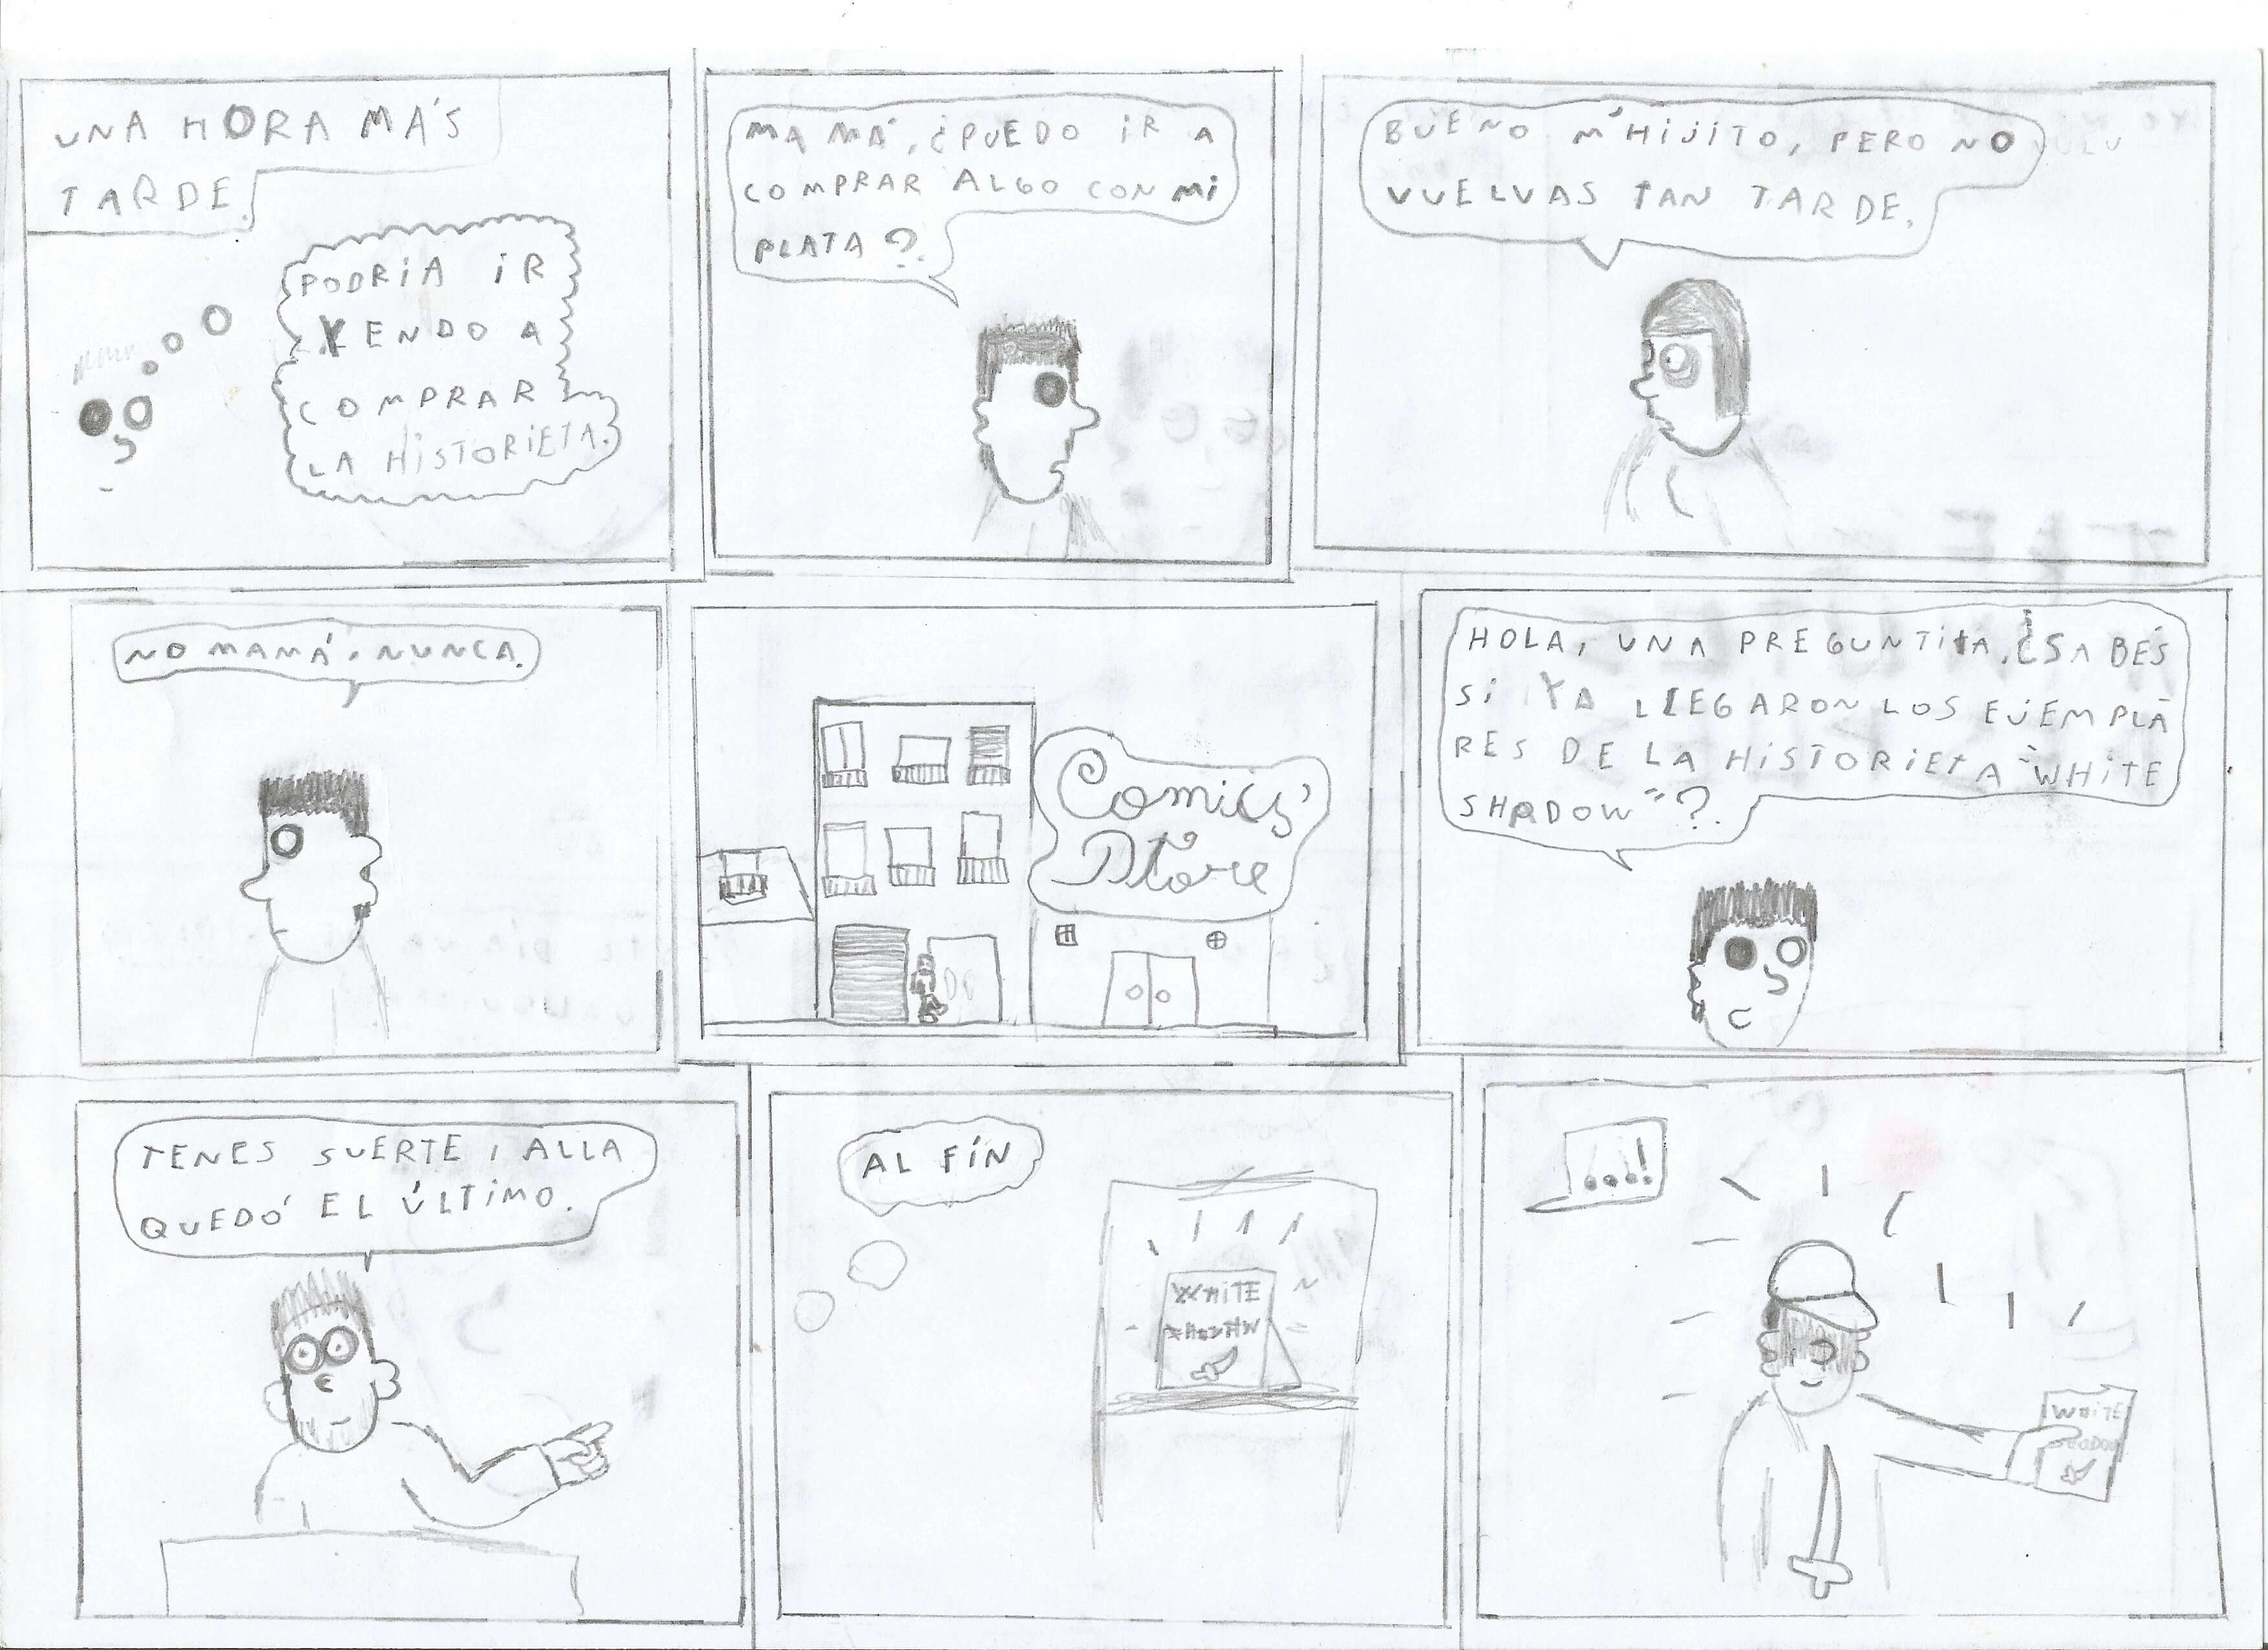 UNA HORA MÁS
TARDE.
PODRIA IR
YENDO A
COMPRAR
LA HISTORIETA.
MAMÁ, ¿PUEDO IR A
COMPRAR ALGO CON MI
PLATA?
BUENO M'HIJITO, PERO NO
VUELVAS TAN TARDE.
NO MAMÁ, NUNCA.
Comics'
Store
HOLA, UNA PREGUNTITA, ¿SABÉS
SI YA LLEGARON LOS EJEMPLA
RES DE LA HISTORIETA "WHITE
SHADOW"?.
TENES SUERTE, ALLA
QUEDÓ EL ÚLTIMO.
AL FÍN
WHITE
...!
WHITE
SHADOW